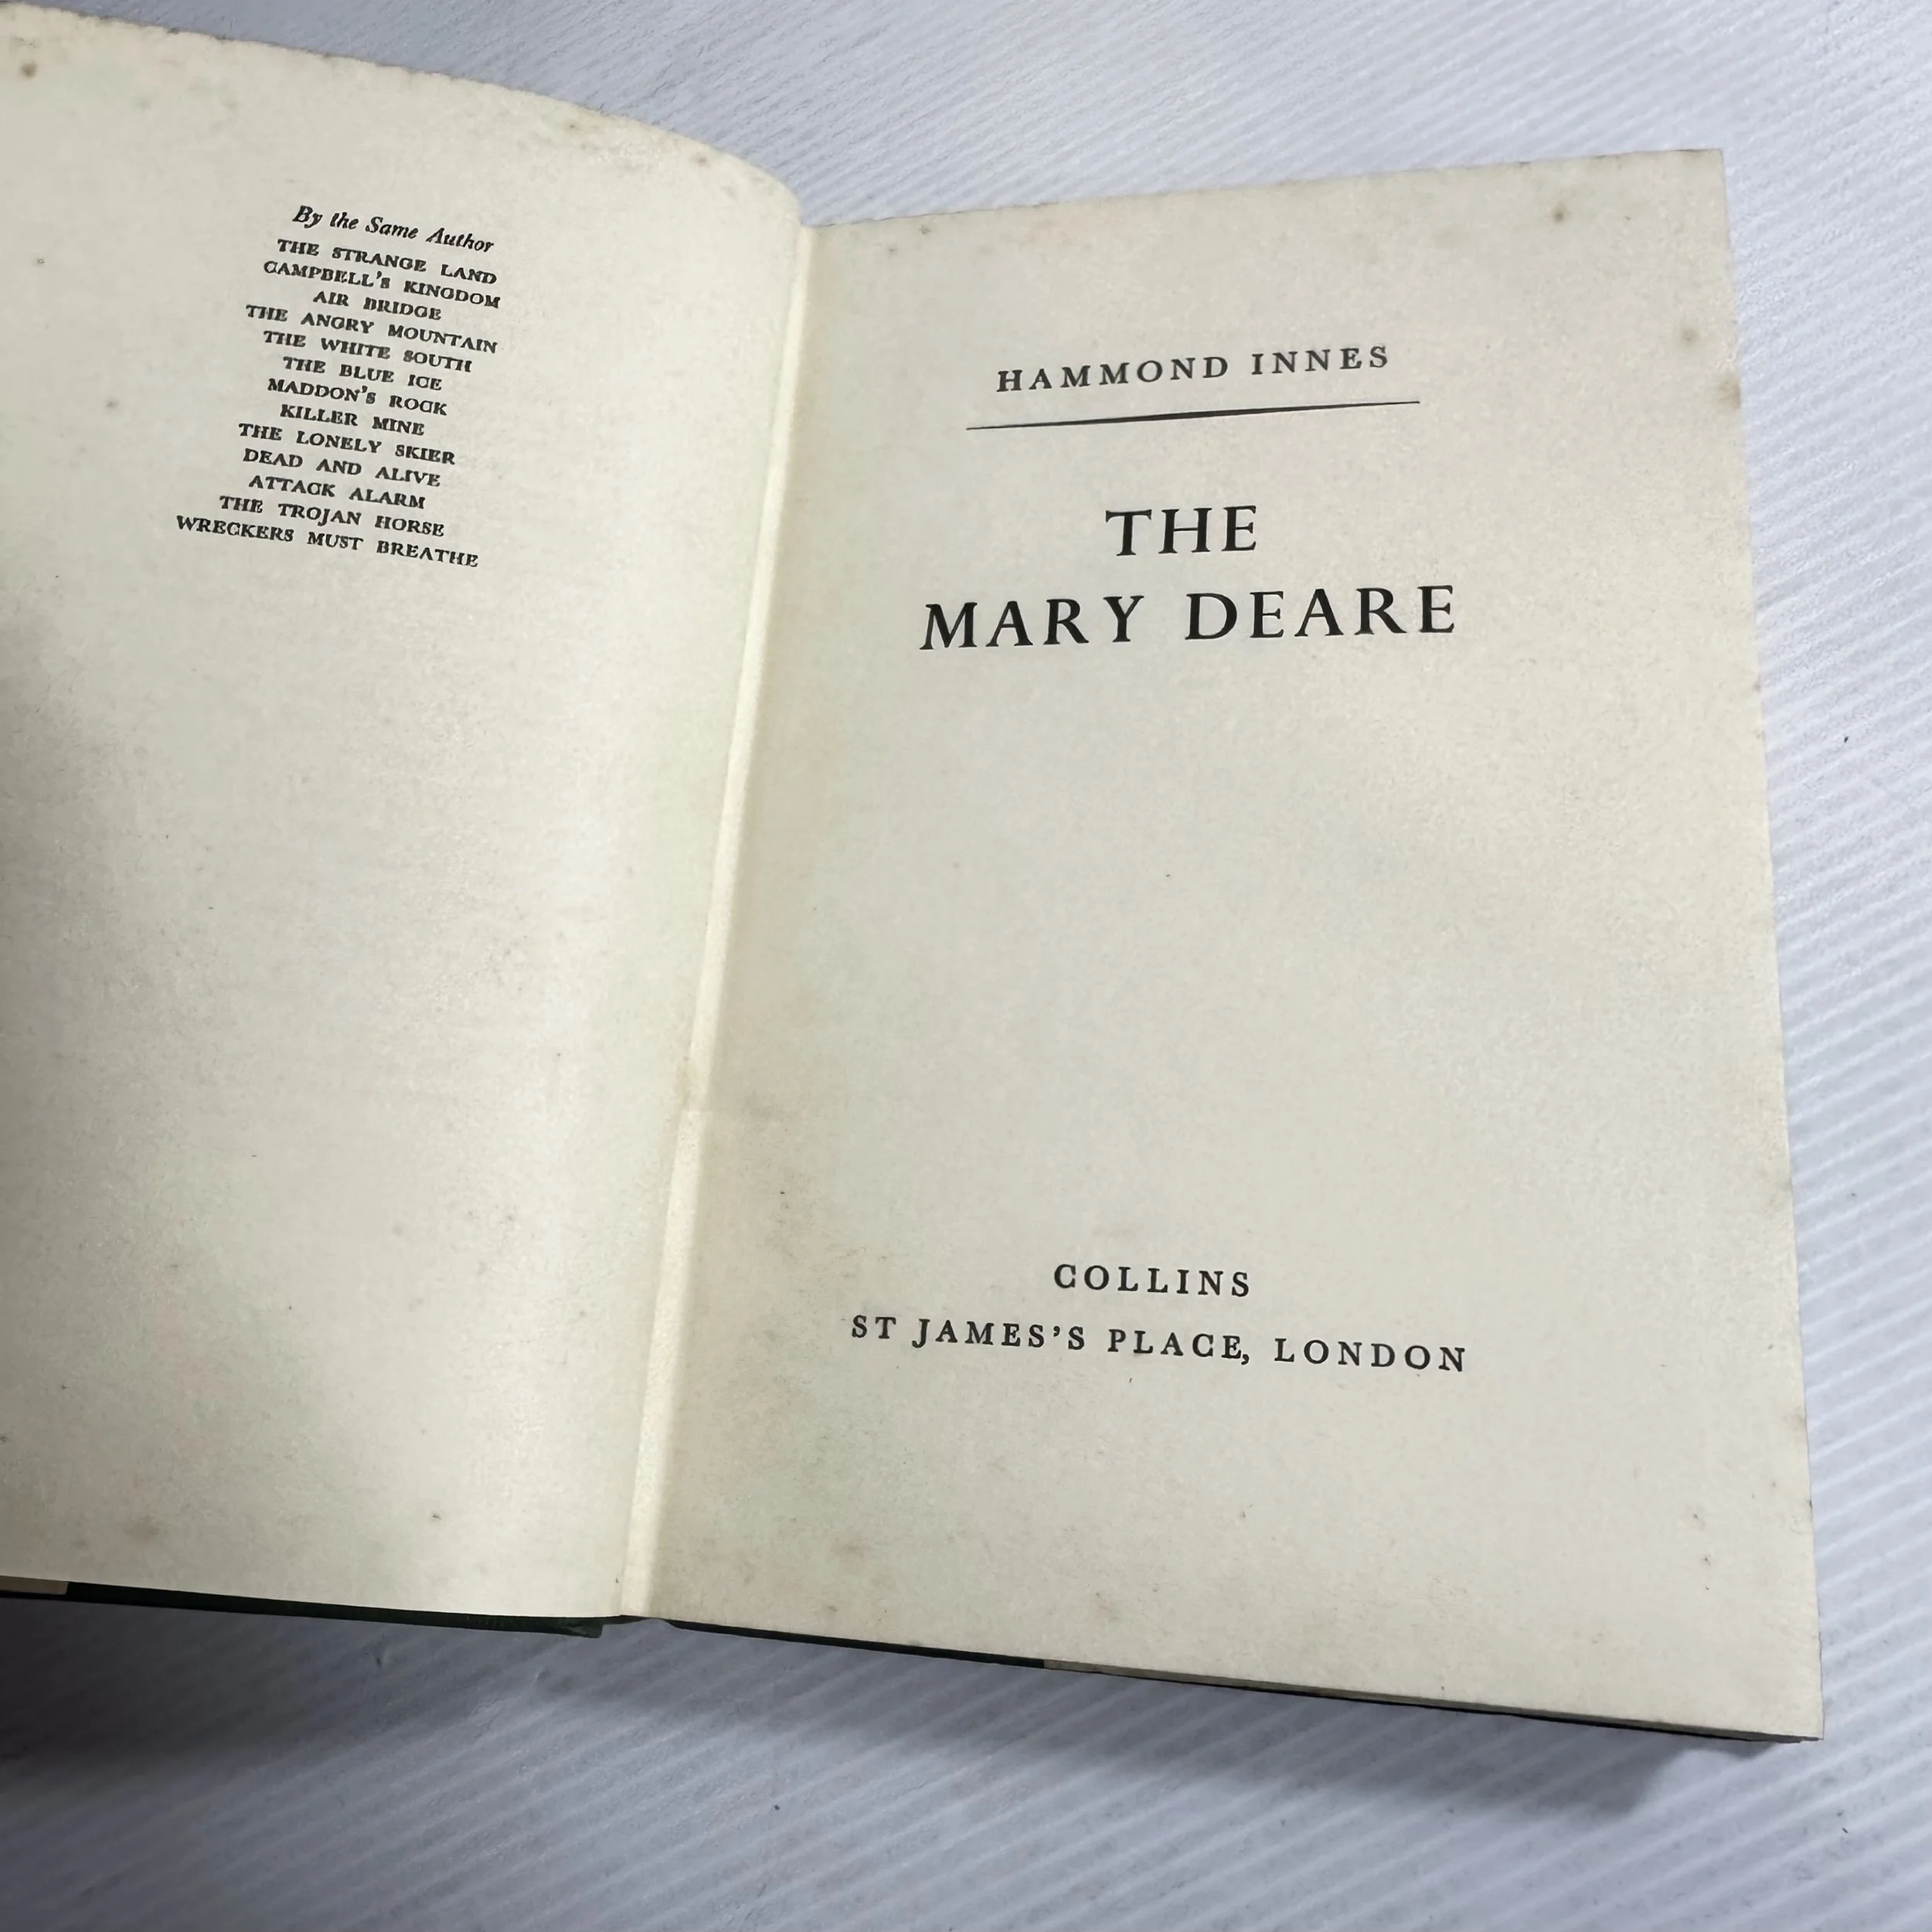 By the Same Author
THE STRANGE LAND
CAMPBELL'S KINGDOM
AIR BRIDGE
THE ANGRY MOUNTAIN
THE WHITE SOUTH
THE BLUE ICE
MADDON'S ROCK
KILLER MINE
THE LONELY SKIER
DEAD AND ALIVE
ATTACK ALARM
THE TROJAN HORSE
WRECKERS MUST BREATHE
HAMMOND INNES
THE
MARY DEARE
COLLINS
ST JAMES'S PLACE, LONDON